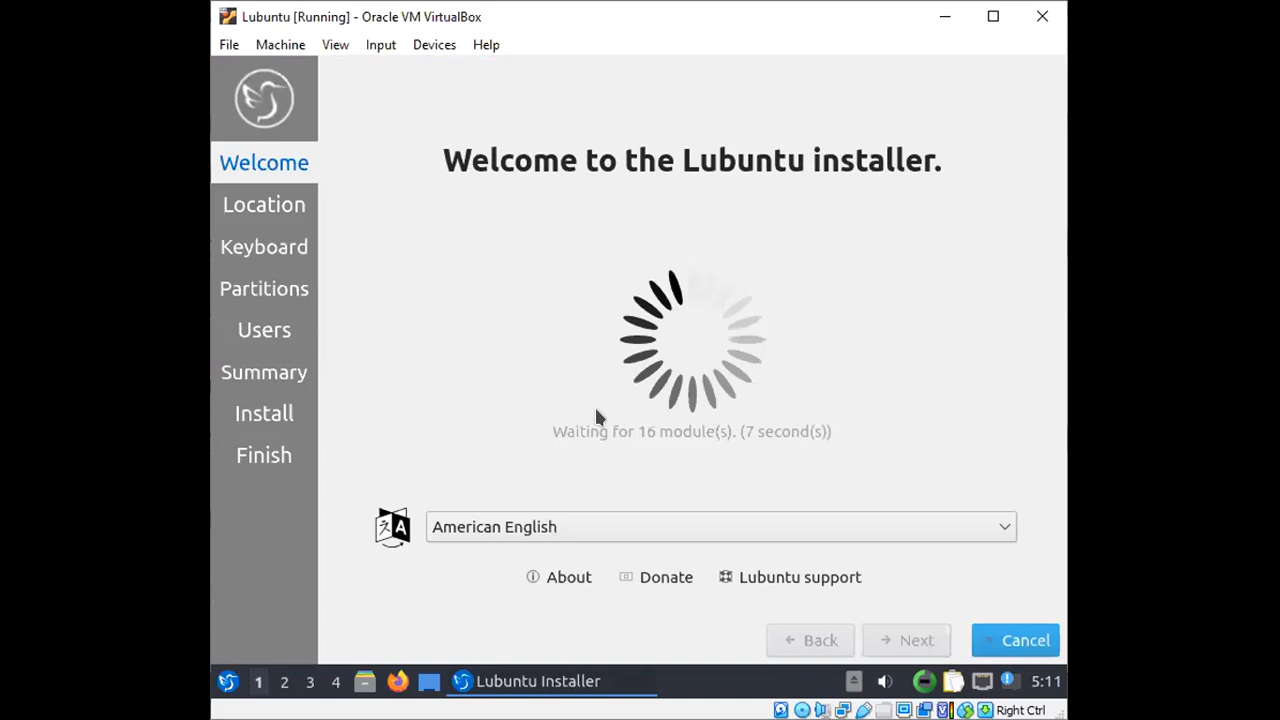 Lubuntu [Running] - Oracle VM VirtualBox
File Machine View Input Devices Help
Welcome
Location
Keyboard
Partitions
Users
Summary
Install
Finish
Welcome to the Lubuntu installer.
Waiting for 16 module(s). (7 second(s))
American English
About Donate Lubuntu support
Back Next Cancel
1 2 3 4 Lubuntu Installer 5:11
Right Ctrl